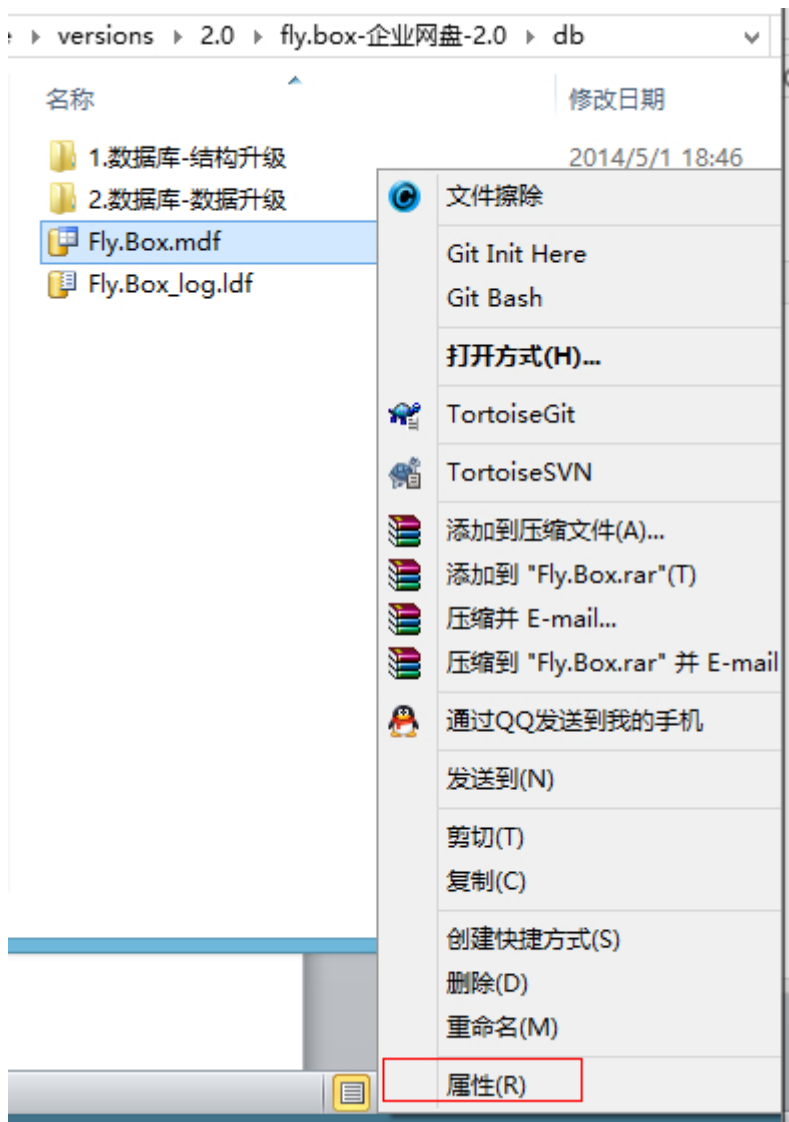 versions 2.0 fly.box-企业网盘-2.0 db
名称 修改日期
1.数据库-结构升级 2014/5/1 18:46
2.数据库-数据升级
Fly.Box.mdf
Fly.Box_log.ldf
文件擦除
Git Init Here
Git Bash
打开方式(H)...
TortoiseGit
TortoiseSVN
添加到压缩文件(A)...
添加到 "Fly.Box.rar"(T)
压缩并 E-mail...
压缩到 "Fly.Box.rar" 并 E-mail
通过QQ发送到我的手机
发送到(N)
剪切(T)
复制(C)
创建快捷方式(S)
删除(D)
重命名(M)
属性(R)